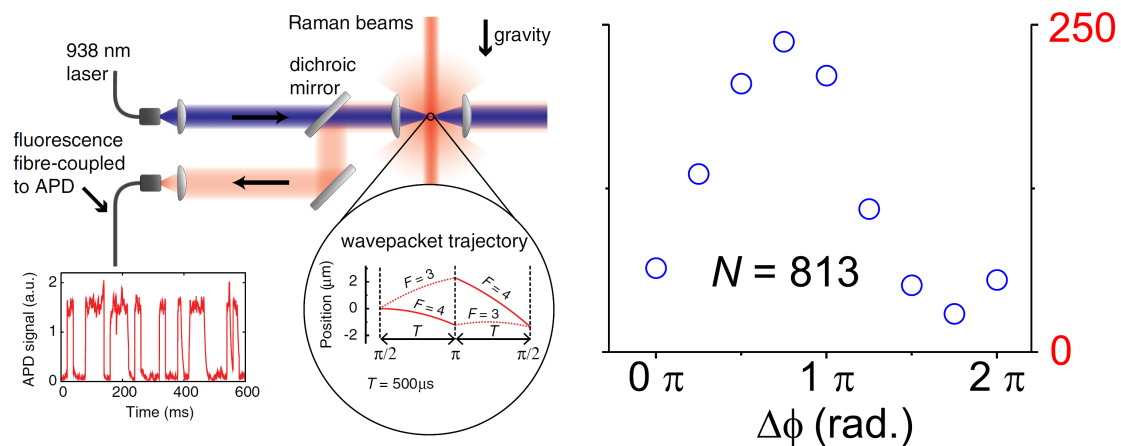 Raman beams
gravity
938 nm
laser
dichroic
mirror
fluorescence
fibre-coupled
to APD
wavepacket trajectory
Position (μm)
2
0
-2
F = 3
F = 4
F = 4
F = 3
T
T
π/2
π
π/2
T = 500μs
APD signal (a.u.)
2
1
0
0
200
400
600
Time (ms)
250
0
N = 813
0 π
1 π
2 π
Δϕ (rad.)